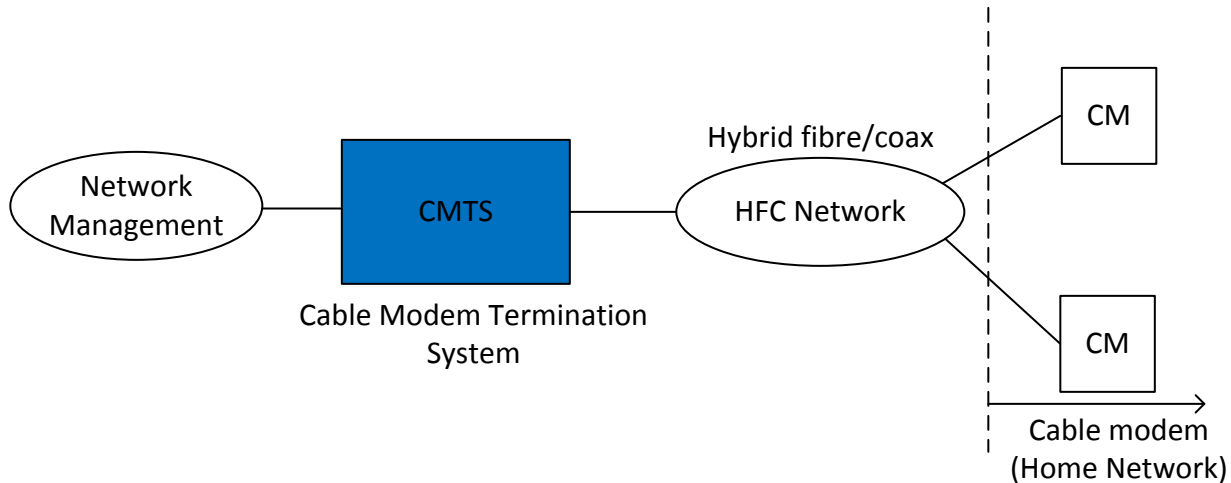 Network
Management
CMTS
Cable Modem Termination
System
Hybrid fibre/coax
HFC Network
CM
CM
Cable modem
(Home Network)